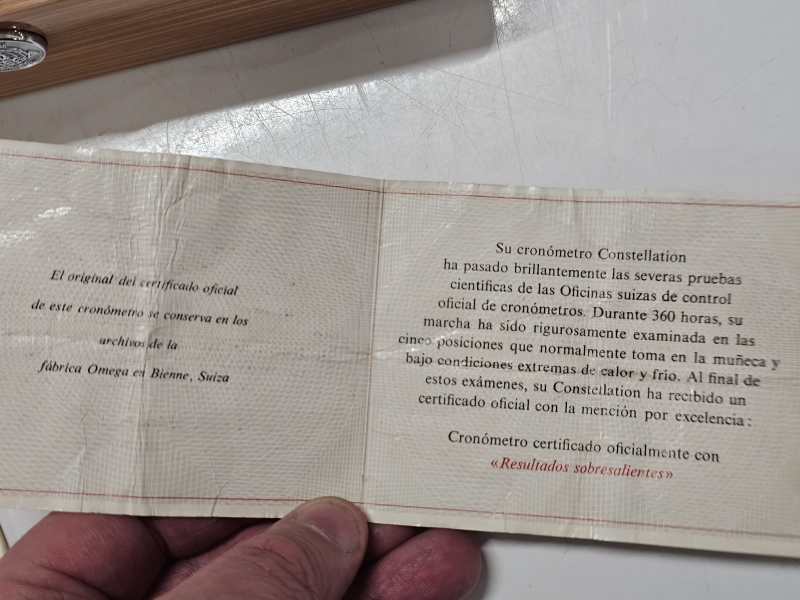 El original del certificado oficial
de este cronómetro se conserva en los
archivos de la
fábrica Omega en Bienne, Suiza
Su cronómetro Constellation
ha pasado brillantemente las severas pruebas
científicas de las Oficinas suizas de control
oficial de cronómetros. Durante 360 horas, su
marcha ha sido rigurosamente examinada en las
cinco posiciones que normalmente toma en la muñeca y
bajo condiciones extremas de calor y frío. Al final de
estos exámenes, su Constellation ha recibido un
certificado oficial con la mención por excelencia :
Cronómetro certificado oficialmente con
«Resultados sobresalientes»